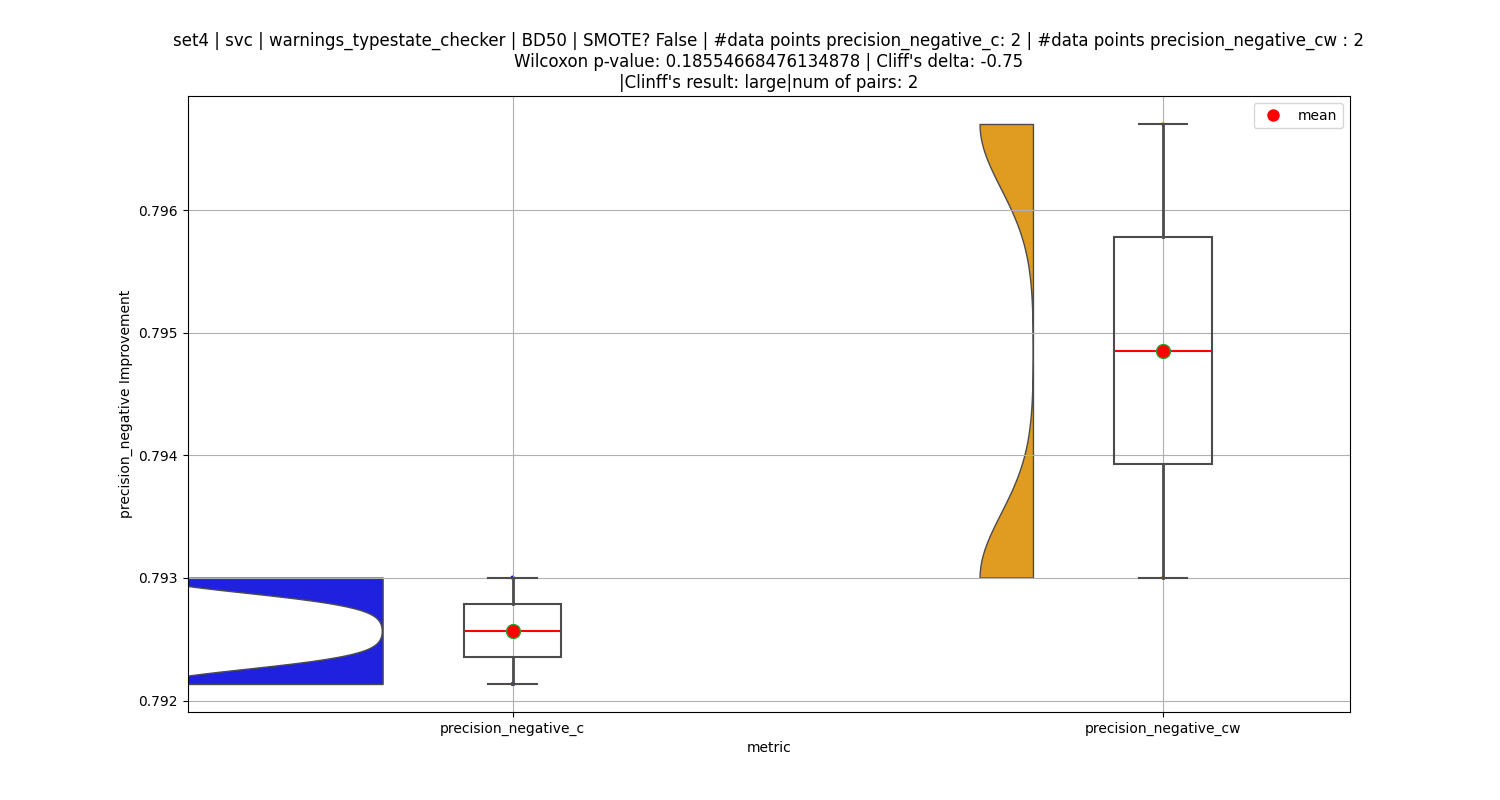 set4 | svc | warnings_typestate_checker | BD50 | SMOTE? False | #data points precision_negative_c: 2 | #data points precision_negative_cw : 2
Wilcoxon p-value: 0.18554668476134878 | Cliff's delta: -0.75
|Clinff's result: large|num of pairs: 2
mean
0.796
0.795
0.794
0.793
0.792
precision_negative Improvement
precision_negative_c
precision_negative_cw
metric